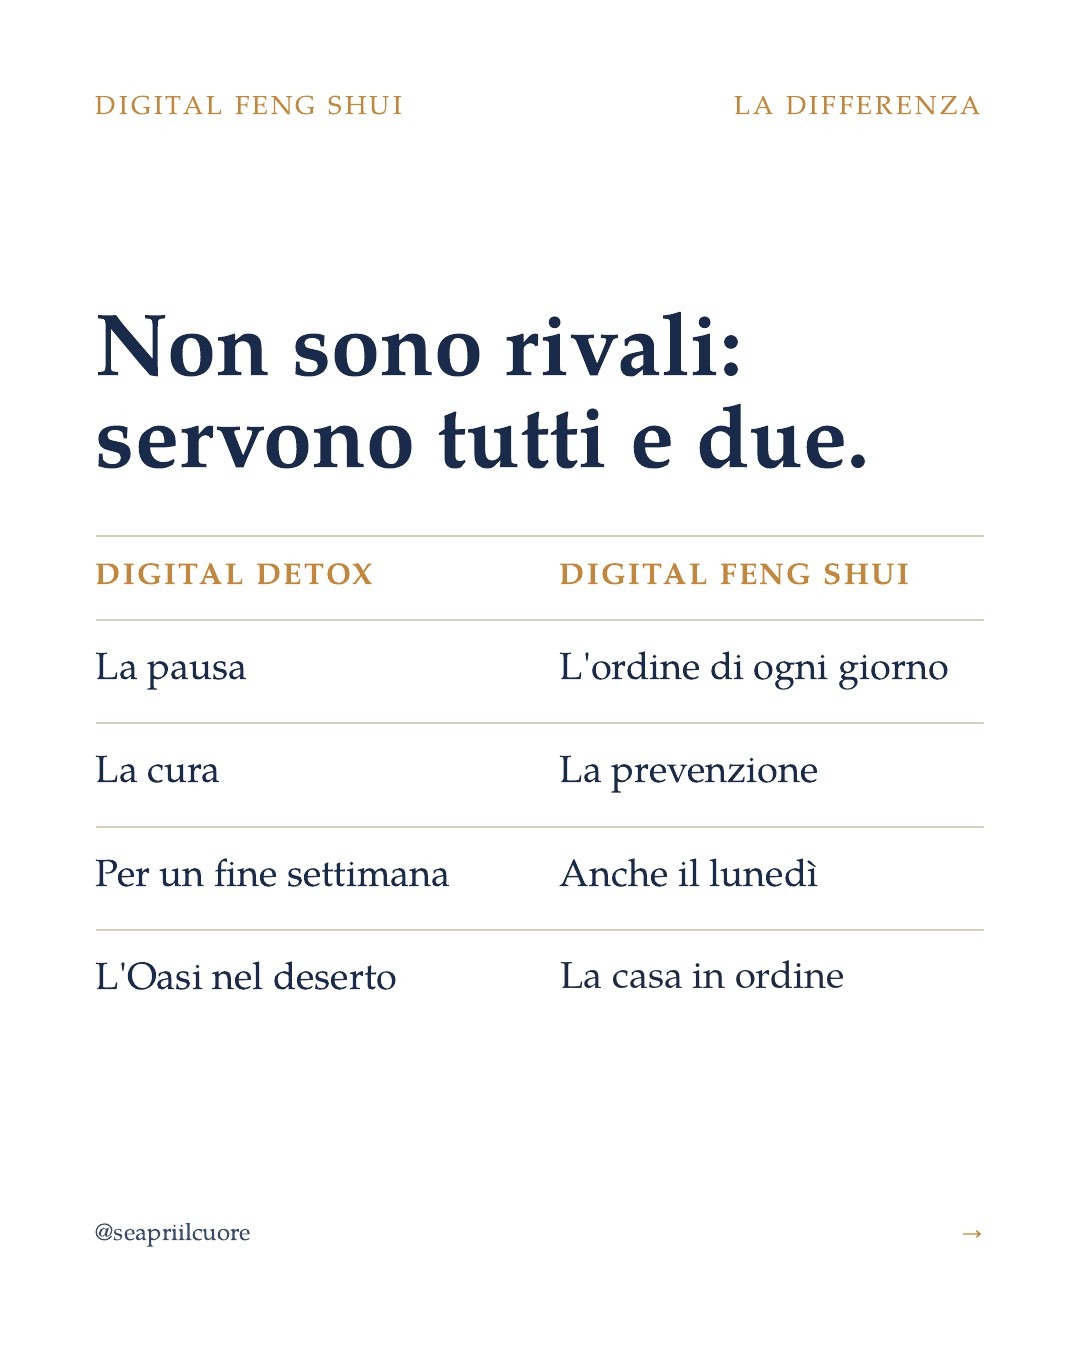 DIGITAL FENG SHUI LA DIFFERENZA
Non sono rivali:
servono tutti e due.
DIGITAL DETOX DIGITAL FENG SHUI
La pausa L'ordine di ogni giorno
La cura La prevenzione
Per un fine settimana Anche il lunedì
L'Oasi nel deserto La casa in ordine
@seapriilcuore →